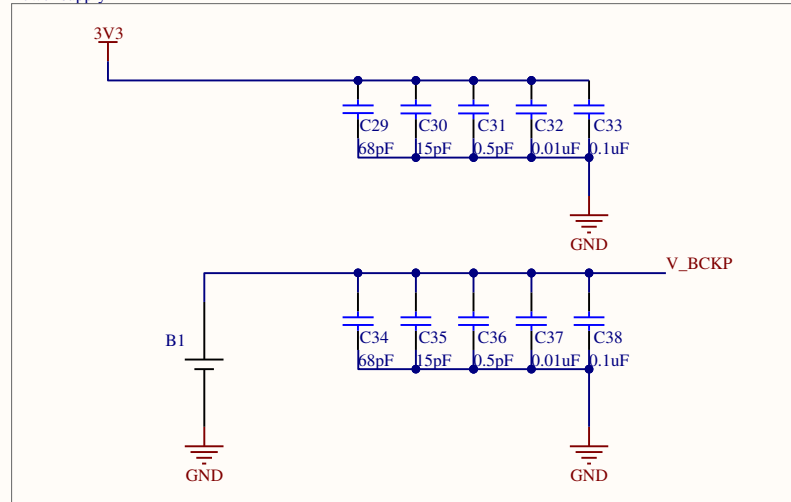 3V3
C29 C30 C31 C32 C33
68pF 15pF 0.5pF 0.01uF 0.1uF
GND
V_BCKP
B1
C34 C35 C36 C37 C38
68pF 15pF 0.5pF 0.01uF 0.1uF
GND GND